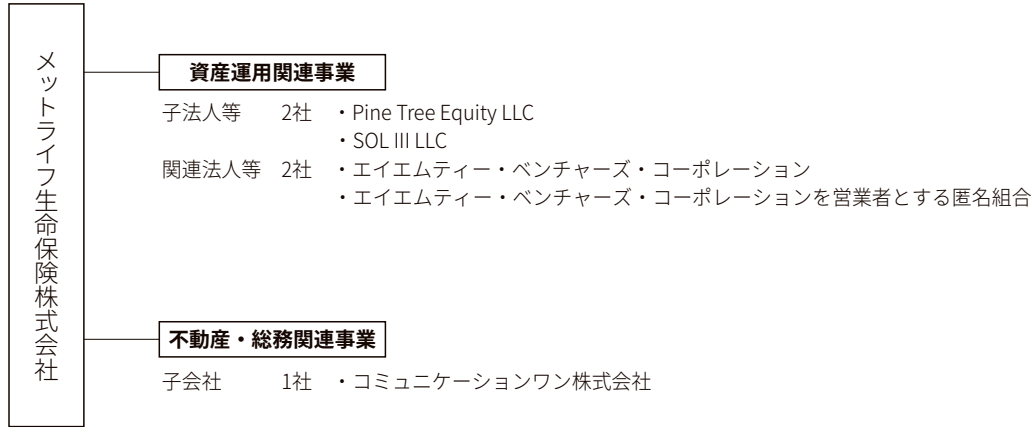 メットライフ生命保険株式会社
資産運用関連事業
子法人等 2社 ・Pine Tree Equity LLC
・SOL III LLC
関連法人等 2社 ・エイエムティー・ベンチャーズ・コーポレーション
・エイエムティー・ベンチャーズ・コーポレーションを営業者とする匿名組合
不動産・総務関連事業
子会社 1社 ・コミュニケーションワン株式会社